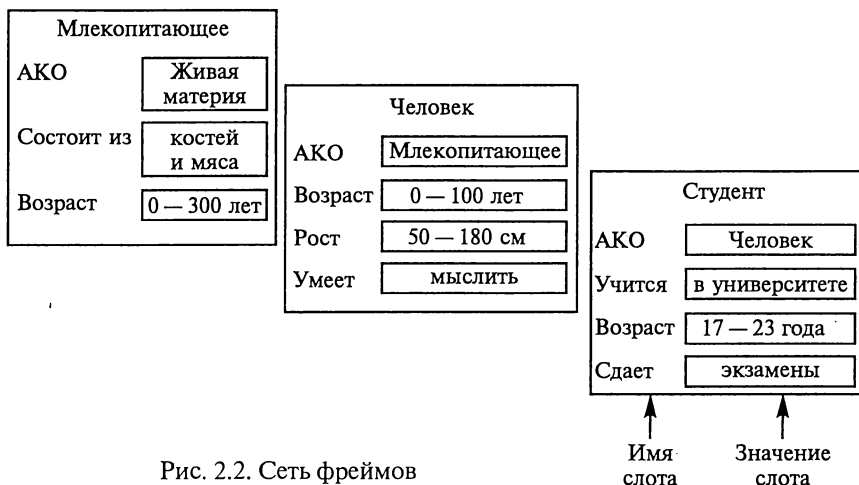 Млекопитающее
АКО
Живая
материя
Состоит из
костей
и мяса
Возраст
0 — 300 лет
Человек
АКО
Млекопитающее
Возраст
0 — 100 лет
Рост
50 — 180 см
Умеет
мыслить
Студент
АКО
Человек
Учится
в университете
Возраст
17 — 23 года
Сдает
экзамены
Имя
слота
Значение
слота
Рис. 2.2. Сеть фреймов